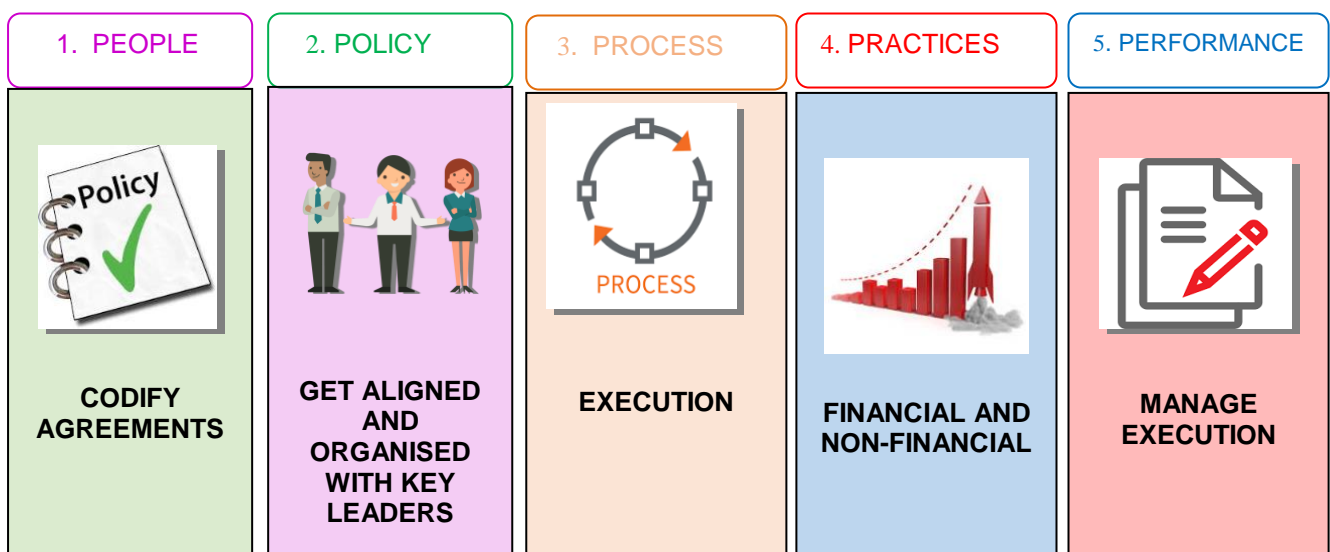 1. PEOPLE
2. POLICY
3. PROCESS
4. PRACTICES
5. PERFORMANCE
Policy
CODIFY
AGREEMENTS
GET ALIGNED
AND
ORGANISED
WITH KEY
LEADERS
PROCESS
EXECUTION
FINANCIAL AND
NON-FINANCIAL
MANAGE
EXECUTION